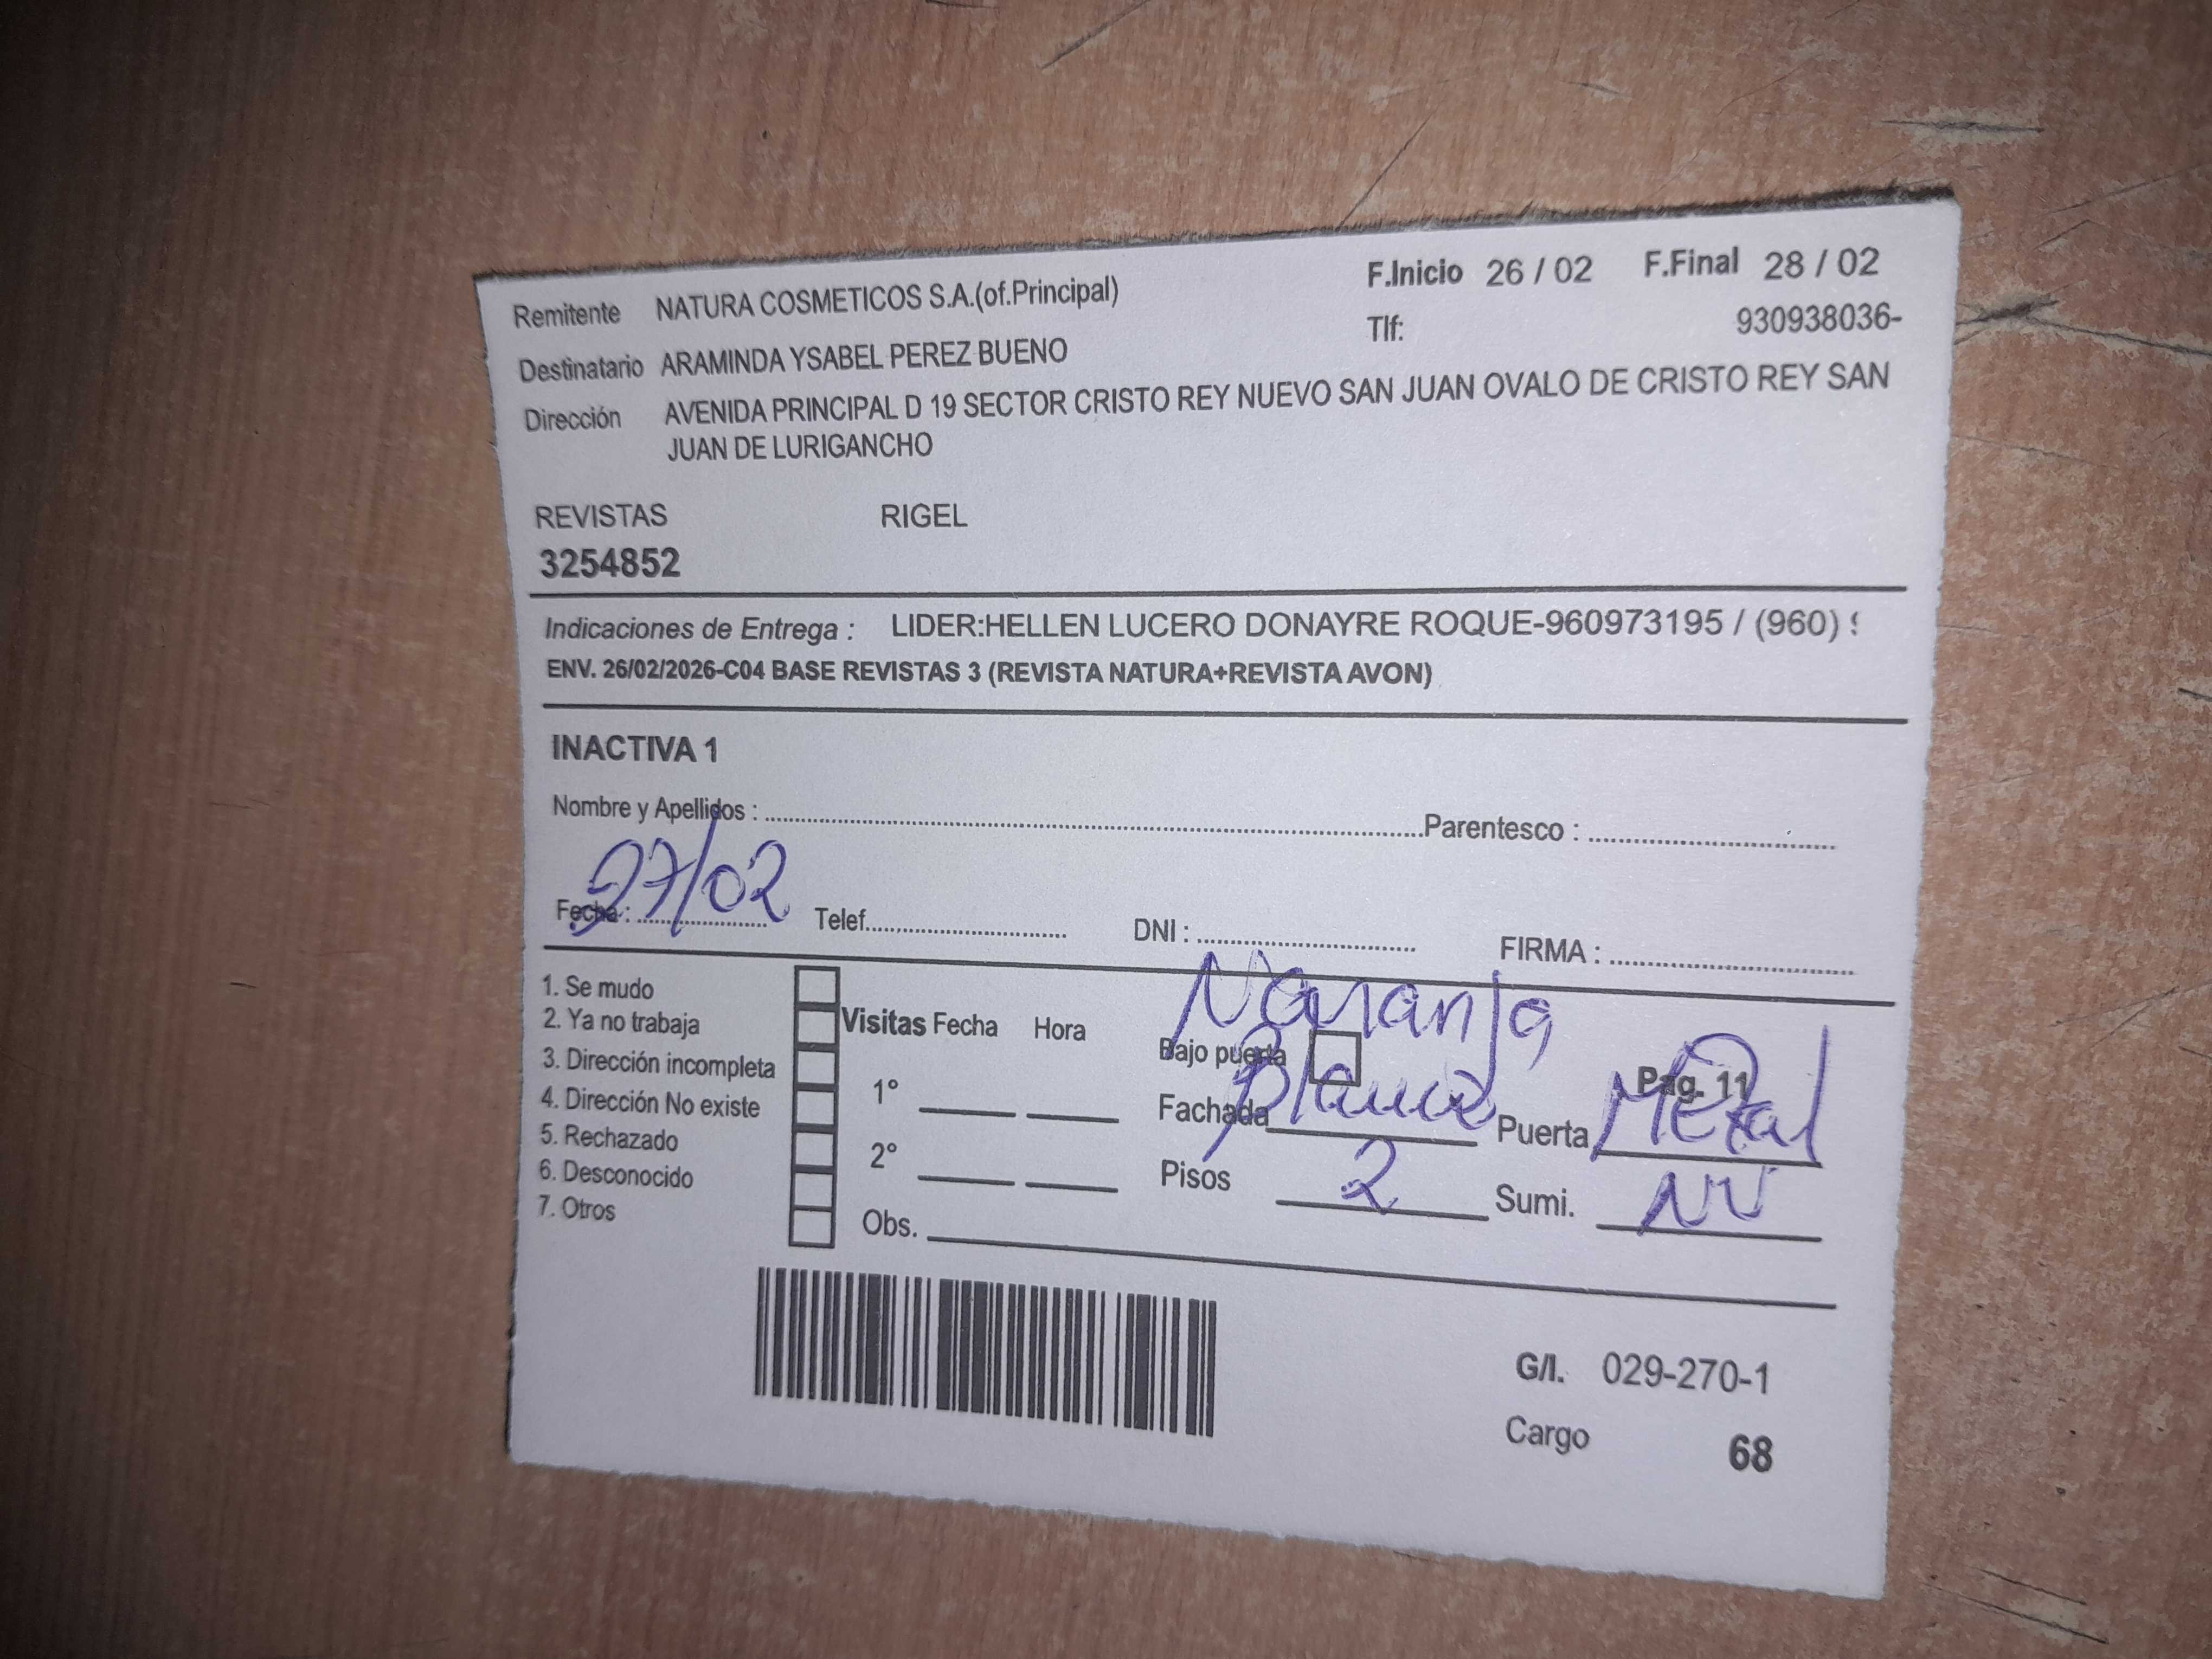 Remitente NATURA COSMETICOS S.A.(of.Principal) F.Inicio 26 / 02 F.Final 28 / 02
Tlf: 930938036-
Destinatario ARAMINDA YSABEL PEREZ BUENO
Dirección AVENIDA PRINCIPAL D 19 SECTOR CRISTO REY NUEVO SAN JUAN OVALO DE CRISTO REY SAN
JUAN DE LURIGANCHO
REVISTAS RIGEL
3254852
Indicaciones de Entrega : LIDER:HELLEN LUCERO DONAYRE ROQUE-960973195 / (960)
ENV. 26/02/2026-C04 BASE REVISTAS 3 (REVISTA NATURA+REVISTA AVON)
INACTIVA 1
Nombre y Apellidos : Parentesco :
Fecha : 27/02 Telef. DNI : FIRMA :
1. Se mudo
2. Ya no trabaja
3. Dirección incompleta
4. Dirección No existe
5. Rechazado
6. Desconocido
7. Otros
Visitas Fecha Hora
1°
2°
Obs.
Naranja
Bajo puerta Pag. 11
Fachada Blanca Puerta Metal
Pisos 2 Sumi.
G/I. 029-270-1
Cargo 68